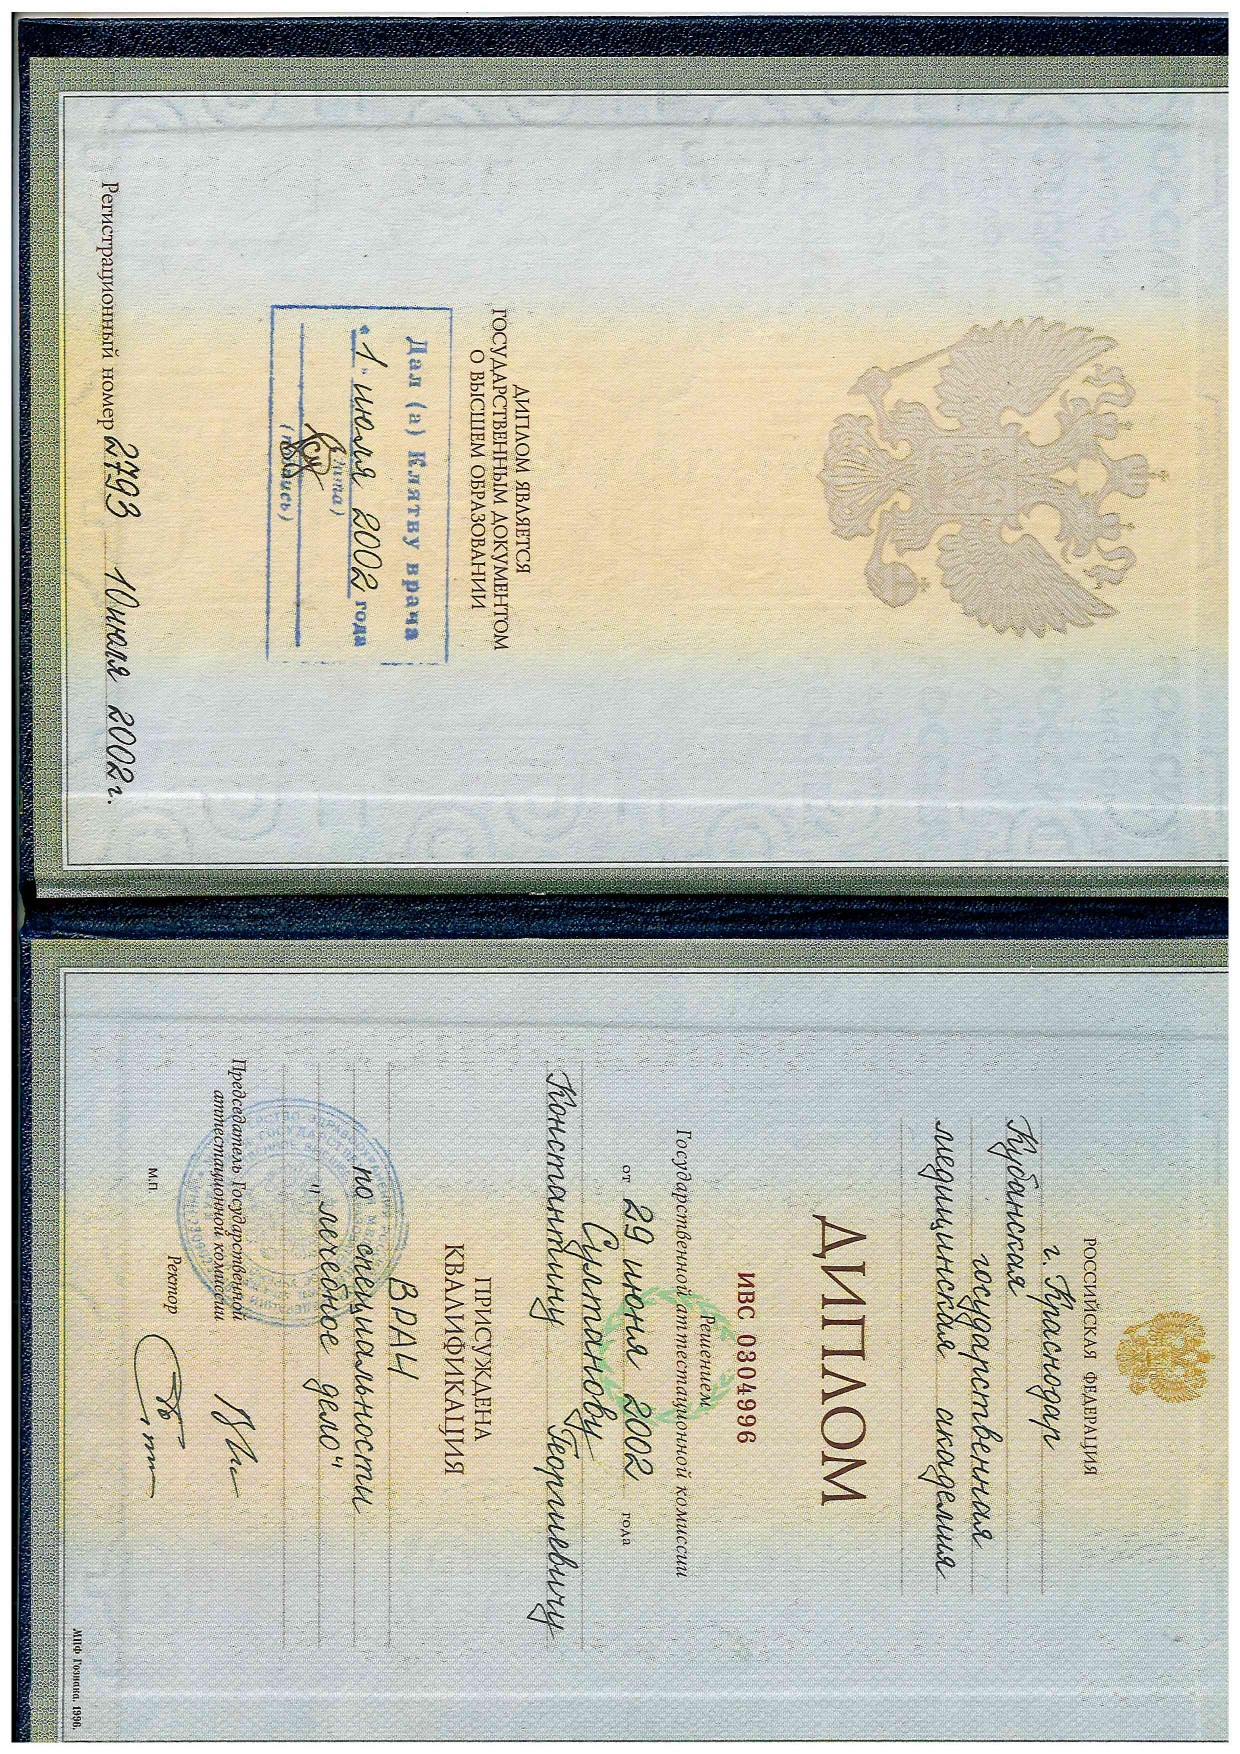 ДИПЛОМ ЯВЛЯЕТСЯ
ГОСУДАРСТВЕННЫМ ДОКУМЕНТОМ
О ВЫСШЕМ ОБРАЗОВАНИИ
Дал (а) Клятву врача
"1" июля 2002 года
(дата)
(подпись)
Регистрационный номер 2793 10 июля 2002 г.
РОССИЙСКАЯ ФЕДЕРАЦИЯ
г. Краснодар
Кубанская
государственная
медицинская академия
ДИПЛОМ
ИВС 0304996
Решением
Государственной аттестационной комиссии
от 29 июня 2002 года
Султанову
Константину Георгиевичу
ПРИСУЖДЕНА
КВАЛИФИКАЦИЯ
ВРАЧ
по специальности
"лечебное дело"
Председатель Государственной
аттестационной комиссии
М.П.
Ректор
МПФ Гознака. 1996.